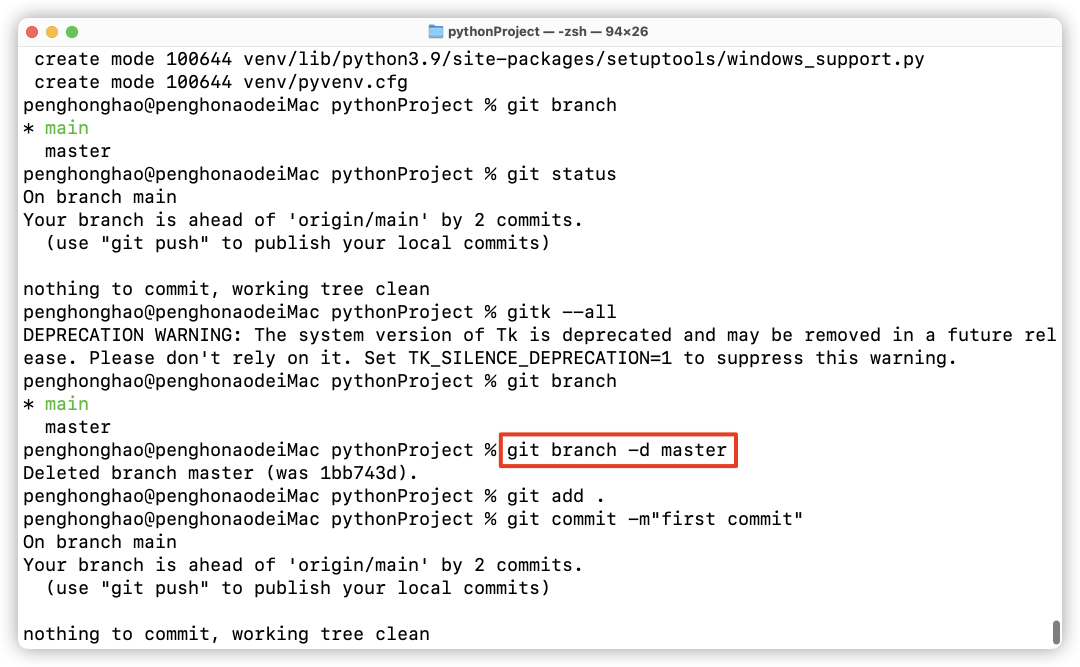 pythonProject — -zsh — 94×26
create mode 100644 venv/lib/python3.9/site-packages/setuptools/windows_support.py
create mode 100644 venv/pyvenv.cfg
penghonghao@penghonaodeiMac pythonProject % git branch
* main
master
penghonghao@penghonaodeiMac pythonProject % git status
On branch main
Your branch is ahead of 'origin/main' by 2 commits.
(use "git push" to publish your local commits)
nothing to commit, working tree clean
penghonghao@penghonaodeiMac pythonProject % gitk --all
DEPRECATION WARNING: The system version of Tk is deprecated and may be removed in a future rel
ease. Please don't rely on it. Set TK_SILENCE_DEPRECATION=1 to suppress this warning.
penghonghao@penghonaodeiMac pythonProject % git branch
* main
master
penghonghao@penghonaodeiMac pythonProject % git branch -d master
Deleted branch master (was 1bb743d).
penghonghao@penghonaodeiMac pythonProject % git add .
penghonghao@penghonaodeiMac pythonProject % git commit -m"first commit"
On branch main
Your branch is ahead of 'origin/main' by 2 commits.
(use "git push" to publish your local commits)
nothing to commit, working tree clean